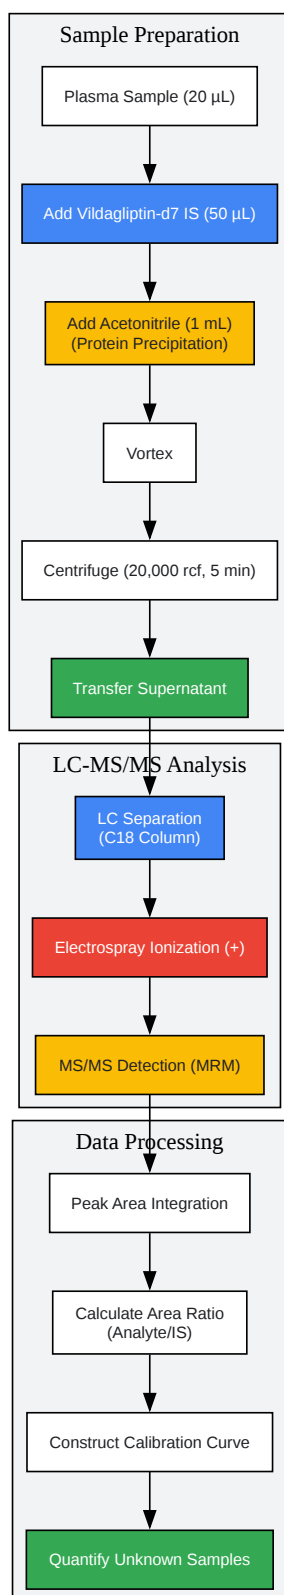 Sample Preparation
Plasma Sample (20 µL)
Add Vildagliptin-d7 IS (50 µL)
Add Acetonitrile (1 mL)
(Protein Precipitation)
Vortex
Centrifuge (20,000 rcf, 5 min)
Transfer Supernatant
LC-MS/MS Analysis
LC Separation
(C18 Column)
Electrospray Ionization (+)
MS/MS Detection (MRM)
Data Processing
Peak Area Integration
Calculate Area Ratio
(Analyte/IS)
Construct Calibration Curve
Quantify Unknown Samples